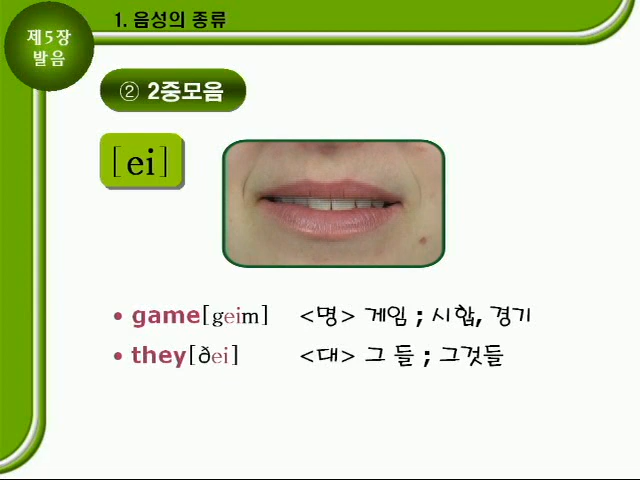 제5장
발음
1. 음성의 종류
② 2중모음
[ei]
• game[geim] <명> 게임 ; 시합, 경기
• they[ðei] <대> 그 들 ; 그것들